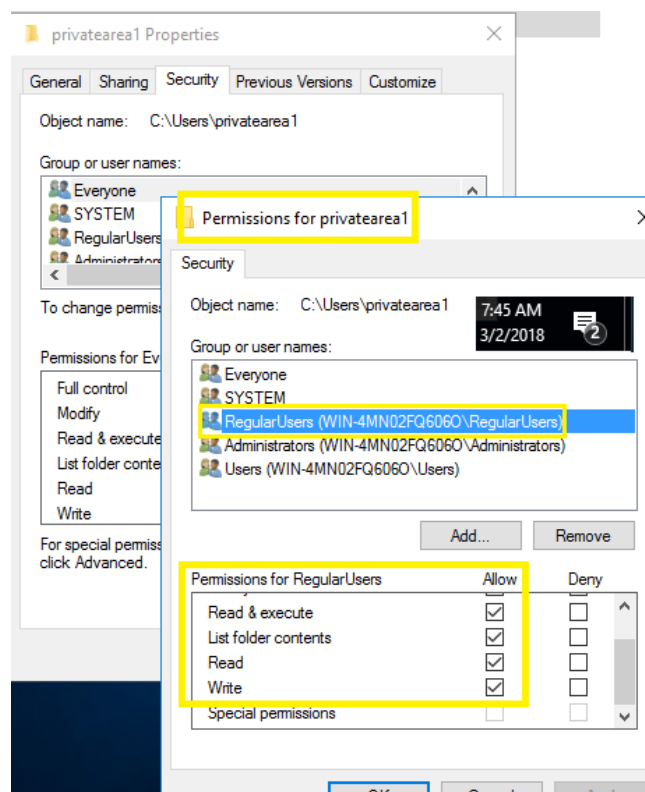 privatearea1 Properties
General Sharing Security Previous Versions Customize
Object name: C:\Users\privatearea1
Group or user names:
Everyone
SYSTEM
RegularUsers
Administrators
To change permis
Permissions for Ev
Full control
Modify
Read & execute
List folder conte
Read
Write
For special permiss
click Advanced.
Permissions for privatearea1
Security
Object name: C:\Users\privatearea1
7:45 AM
3/2/2018
2
Group or user names:
Everyone
SYSTEM
RegularUsers (WIN-4MN02FQ606O\RegularUsers)
Administrators (WIN-4MN02FQ606O\Administrators)
Users (WIN-4MN02FQ606O\Users)
Add... Remove
Permissions for RegularUsers Allow Deny
Read & execute
List folder contents
Read
Write
Special permissions